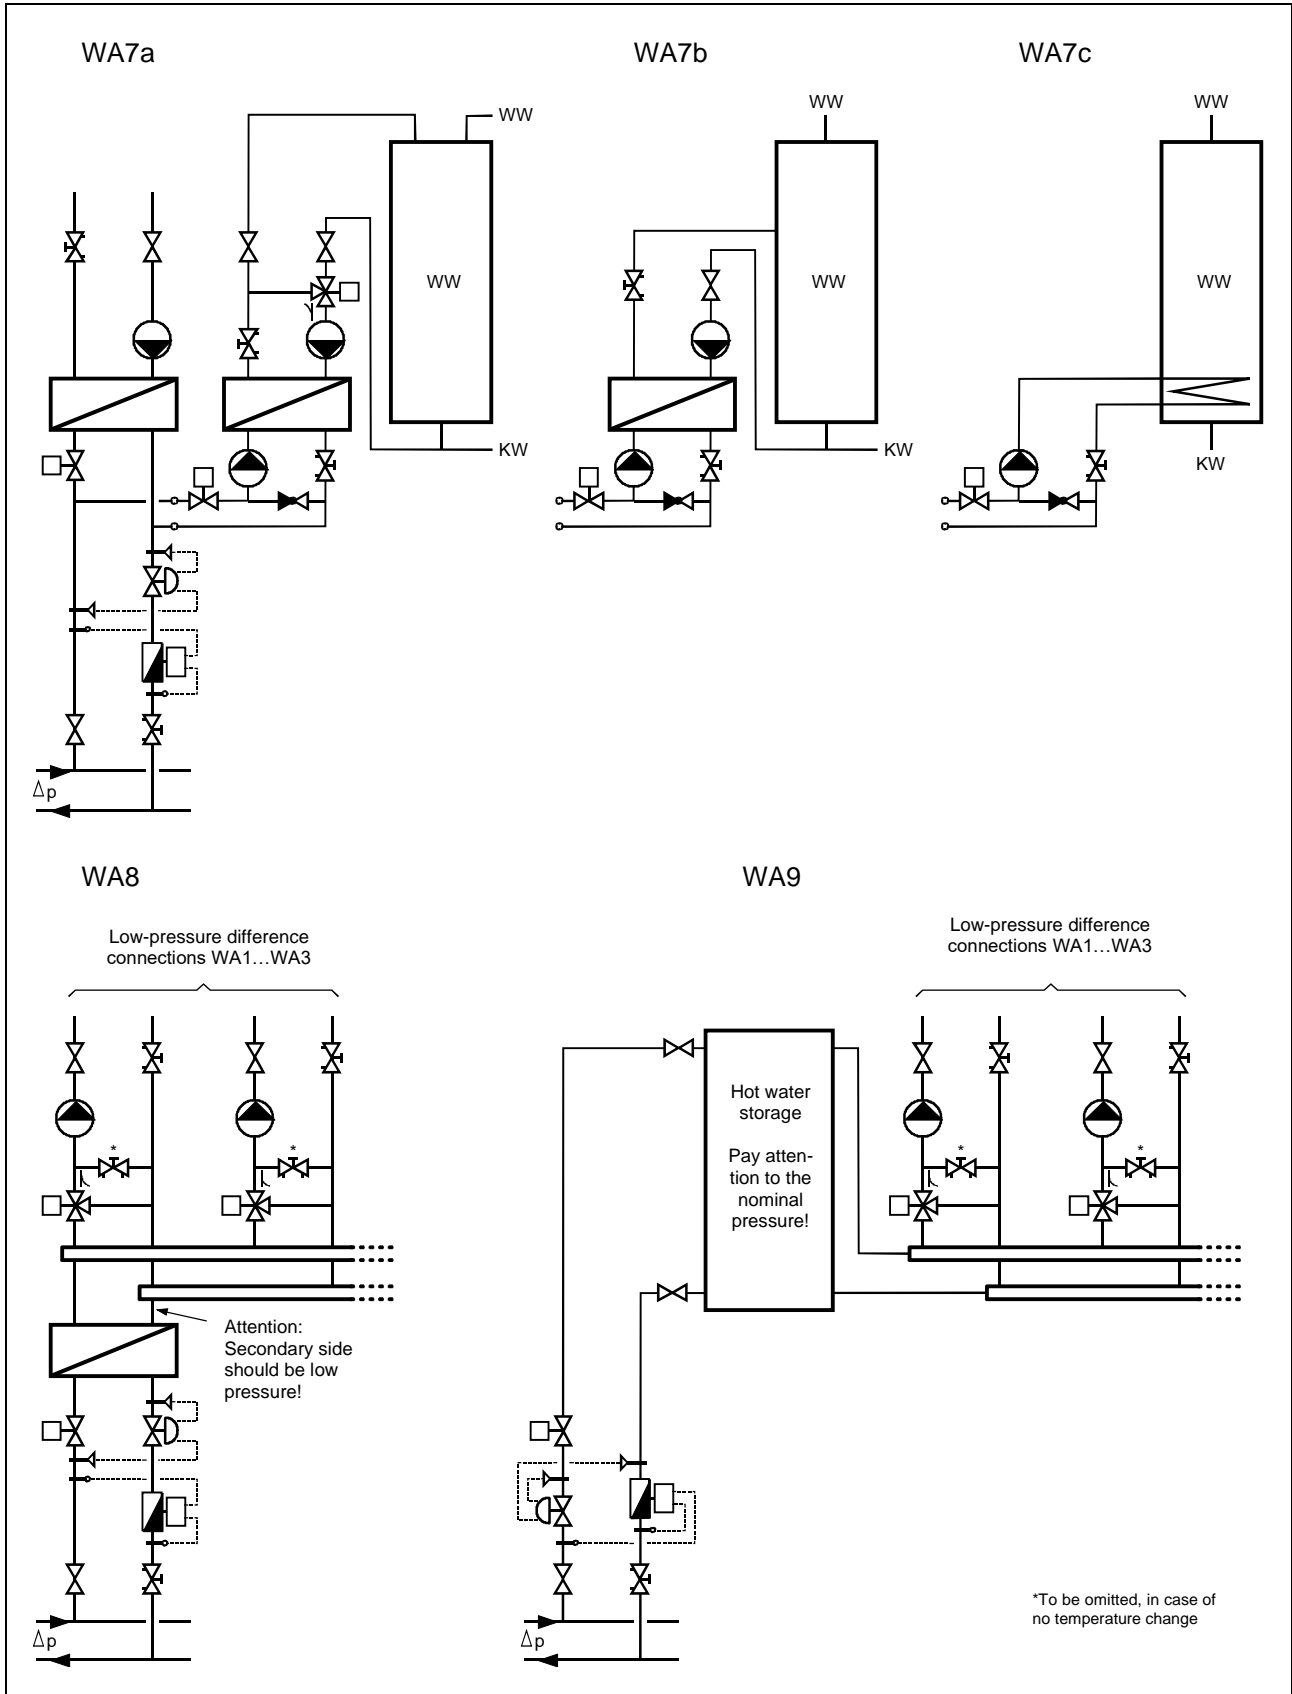 WA7a
WA7b
WA7c
WW
WW
WW
WW
WW
WW
KW
KW
KW
Δp
WA8
WA9
Low-pressure difference
connections WA1…WA3
Low-pressure difference
connections WA1…WA3
Hot water
storage
Pay atten-
tion to the
nominal
pressure!
*
*
*
*
Attention:
Secondary side
should be low
pressure!
*To be omitted, in case of
no temperature change
Δp
Δp